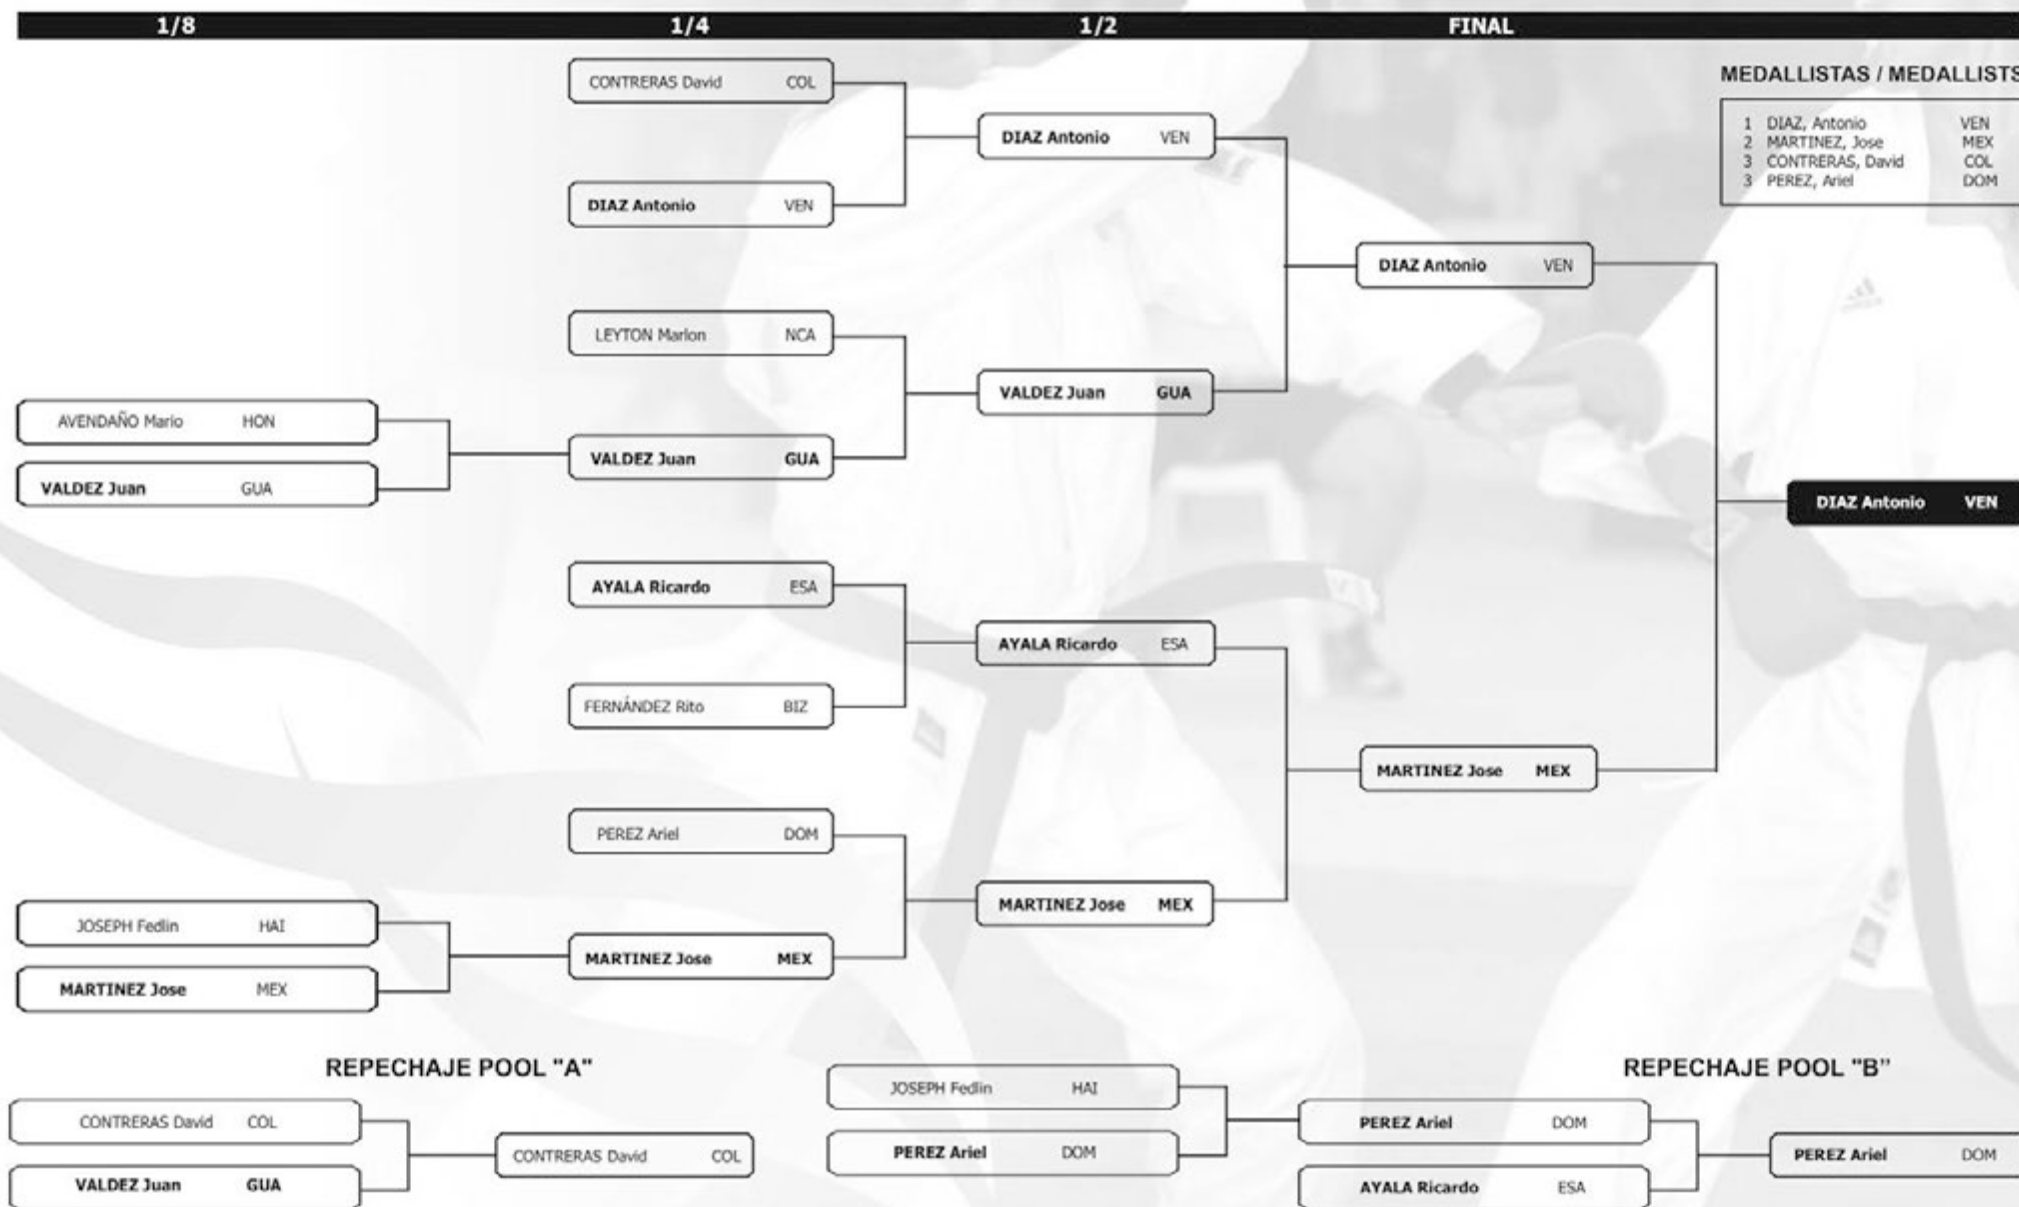 1/8 1/4 1/2 FINAL
MEDALLISTAS / MEDALLISTS
1 DIAZ, Antonio VEN
2 MARTINEZ, Jose MEX
3 CONTRERAS, David COL
3 PEREZ, Ariel DOM
AVENDAÑO Mario HON
VALDEZ Juan GUA
JOSEPH Fedlin HAI
MARTINEZ Jose MEX
CONTRERAS David COL
DIAZ Antonio VEN
LEYTON Marlon NCA
VALDEZ Juan GUA
AYALA Ricardo ESA
FERNÁNDEZ Rito BIZ
PEREZ Ariel DOM
MARTINEZ Jose MEX
DIAZ Antonio VEN
VALDEZ Juan GUA
AYALA Ricardo ESA
MARTINEZ Jose MEX
DIAZ Antonio VEN
MARTINEZ Jose MEX
DIAZ Antonio VEN
REPECHAJE POOL "A"
CONTRERAS David COL
VALDEZ Juan GUA
CONTRERAS David COL
REPECHAJE POOL "B"
JOSEPH Fedlin HAI
PEREZ Ariel DOM
PEREZ Ariel DOM
AYALA Ricardo ESA
PEREZ Ariel DOM